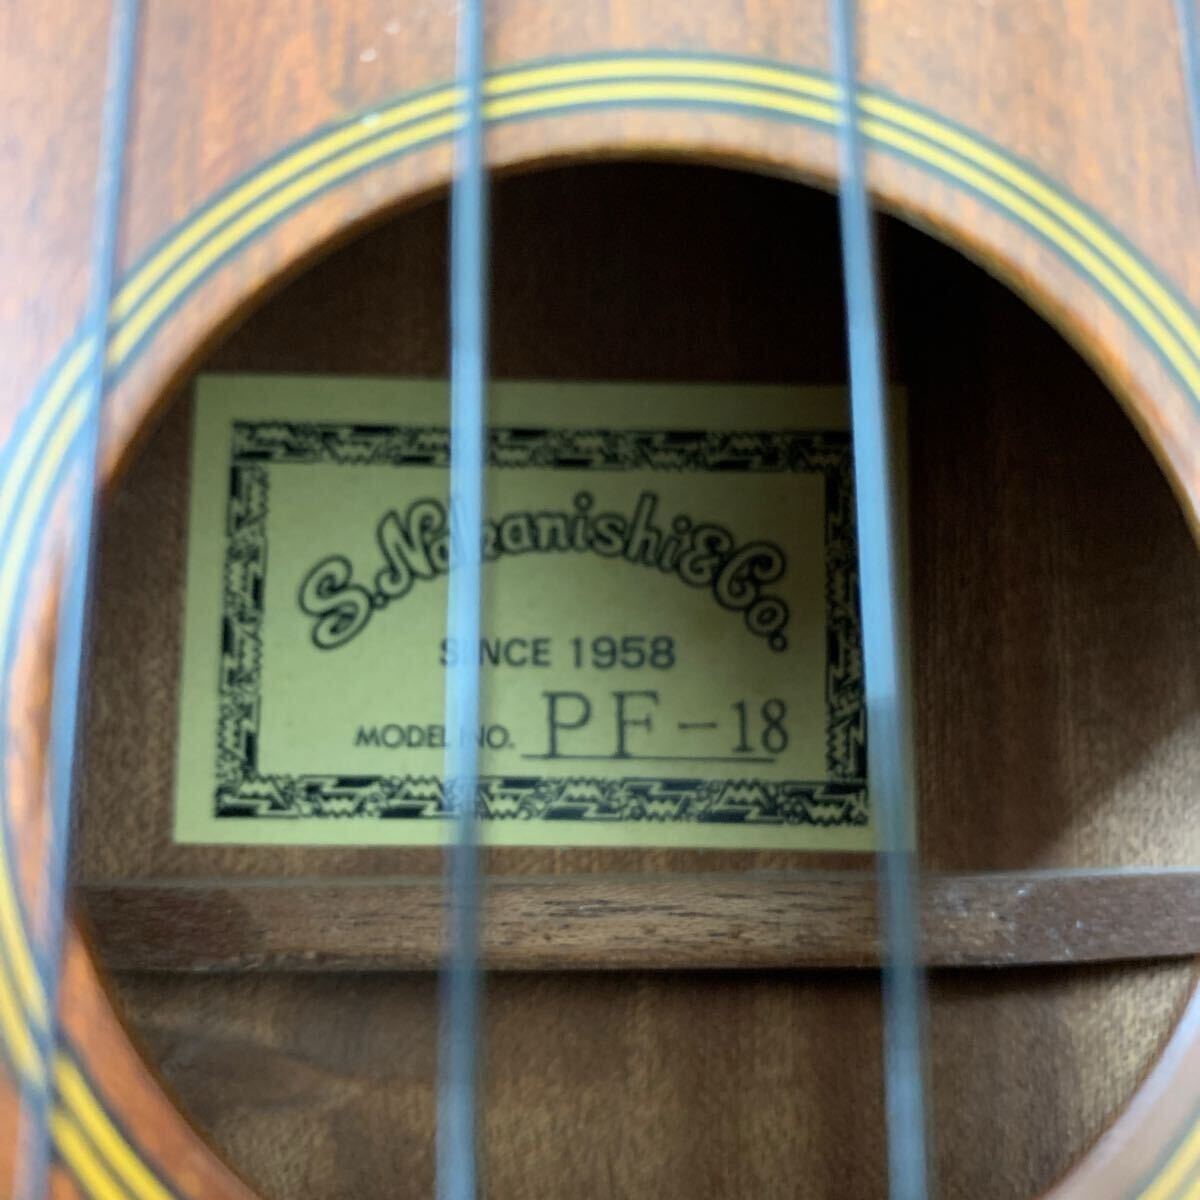 S. Nakanishi & Co.
SINCE 1958
MODEL NO. PF-18